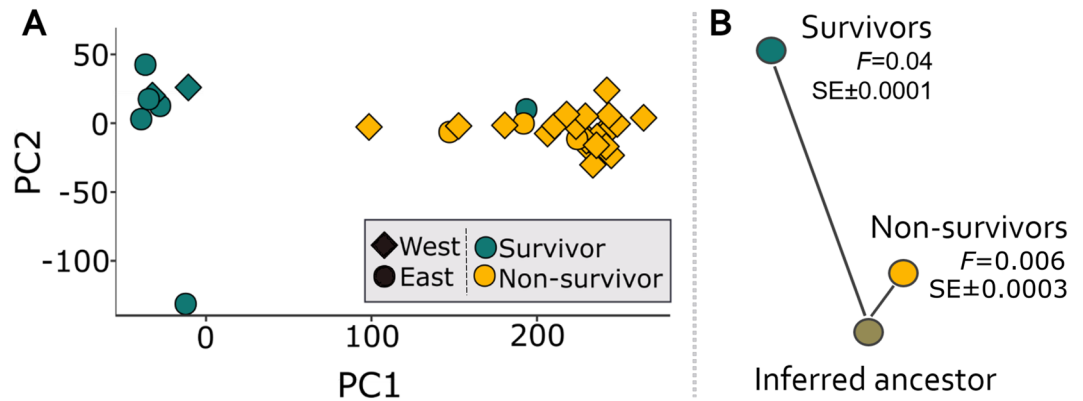 A
50
0
-50
-100
PC2
0
100
200
PC1
West
East
Survivor
Non-survivor
B
Survivors
F=0.04
SE±0.0001
Non-survivors
F=0.006
SE±0.0003
Inferred ancestor